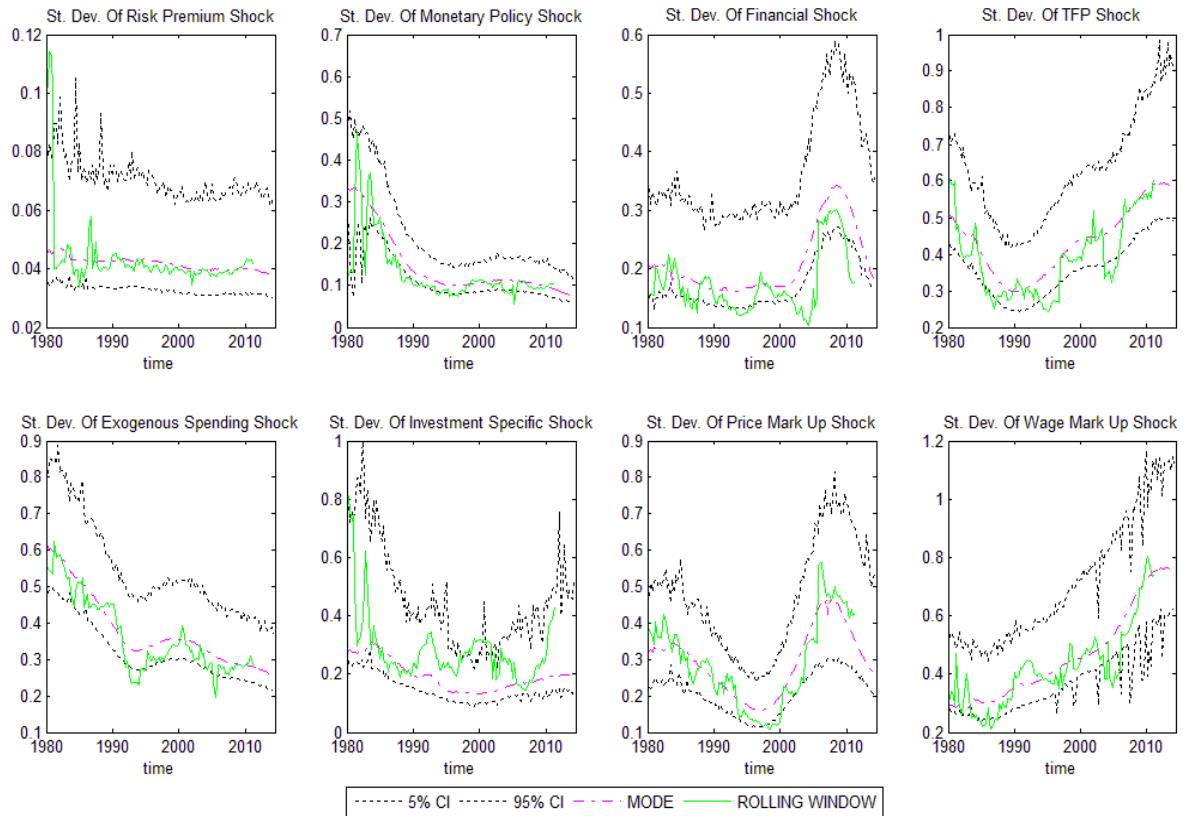 St. Dev. Of Risk Premium Shock
0.12
0.1
0.08
0.06
0.04
0.02
1980 1990 2000 2010
time
St. Dev. Of Monetary Policy Shock
0.7
0.6
0.5
0.4
0.3
0.2
0.1
0
1980 1990 2000 2010
time
St. Dev. Of Financial Shock
0.6
0.5
0.4
0.3
0.2
0.1
1980 1990 2000 2010
time
St. Dev. Of TFP Shock
1
0.9
0.8
0.7
0.6
0.5
0.4
0.3
0.2
1980 1990 2000 2010
time
St. Dev. Of Exogenous Spending Shock
0.9
0.8
0.7
0.6
0.5
0.4
0.3
0.2
0.1
1980 1990 2000 2010
time
St. Dev. Of Investment Specific Shock
1
0.8
0.6
0.4
0.2
0
1980 1990 2000 2010
time
St. Dev. Of Price Mark Up Shock
0.9
0.8
0.7
0.6
0.5
0.4
0.3
0.2
0.1
1980 1990 2000 2010
time
St. Dev. Of Wage Mark Up Shock
1.2
1
0.8
0.6
0.4
0.2
1980 1990 2000 2010
time
5% CI 95% CI MODE ROLLING WINDOW